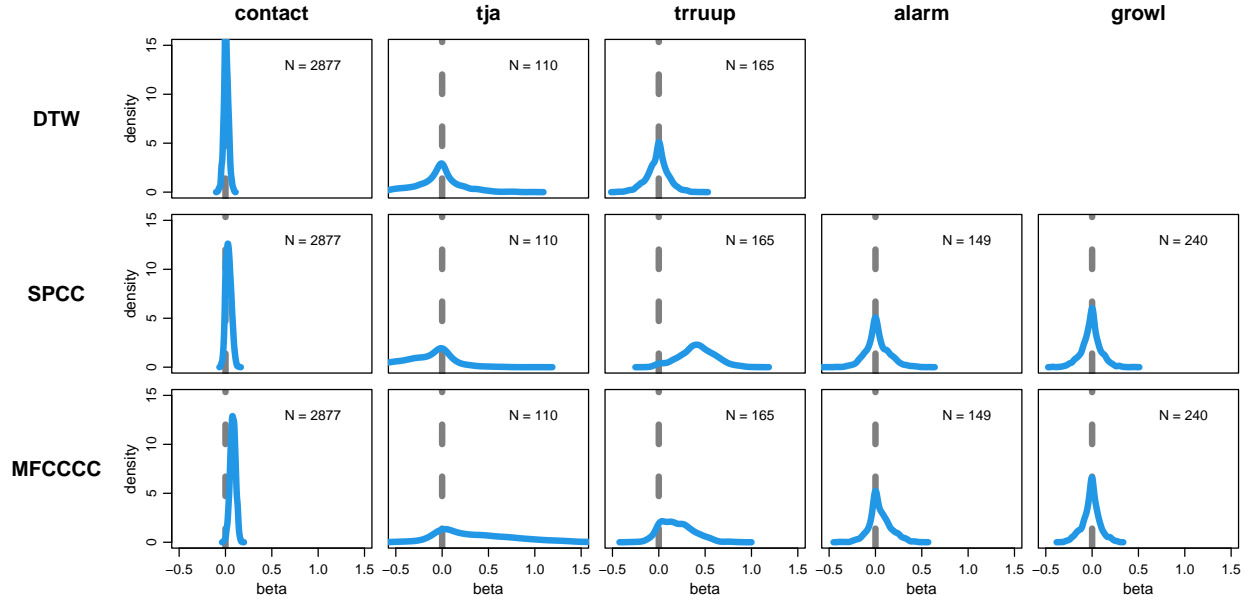 contact tja trruup alarm growl
DTW
density
0 5 10 15
N = 2877
N = 110
N = 165
SPCC
density
0 5 10 15
N = 2877
N = 110
N = 165
N = 149
N = 240
MFCCCC
density
0 5 10 15
N = 2877
N = 110
N = 165
N = 149
N = 240
−0.5 0.0 0.5 1.0 1.5
−0.5 0.0 0.5 1.0 1.5
−0.5 0.0 0.5 1.0 1.5
−0.5 0.0 0.5 1.0 1.5
−0.5 0.0 0.5 1.0 1.5
beta
beta
beta
beta
beta